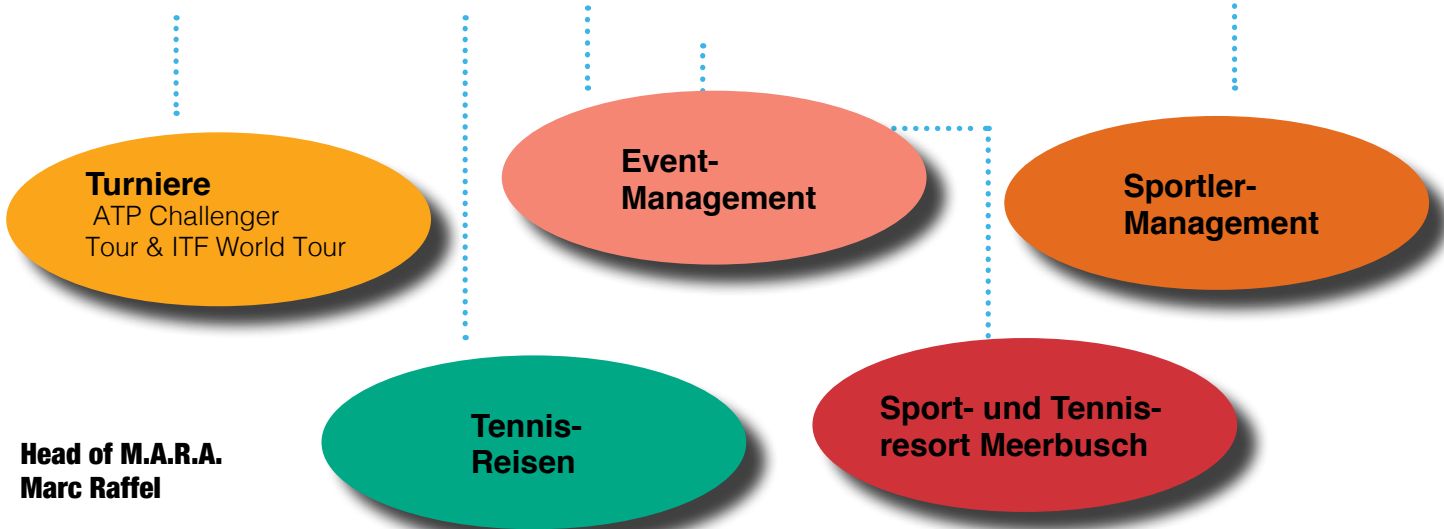 Turniere
ATP Challenger
Tour & ITF World Tour
Event-
Management
Sportler-
Management
Tennis-
Reisen
Sport- und Tennis-
resort Meerbusch
Head of M.A.R.A.
Marc Raffel